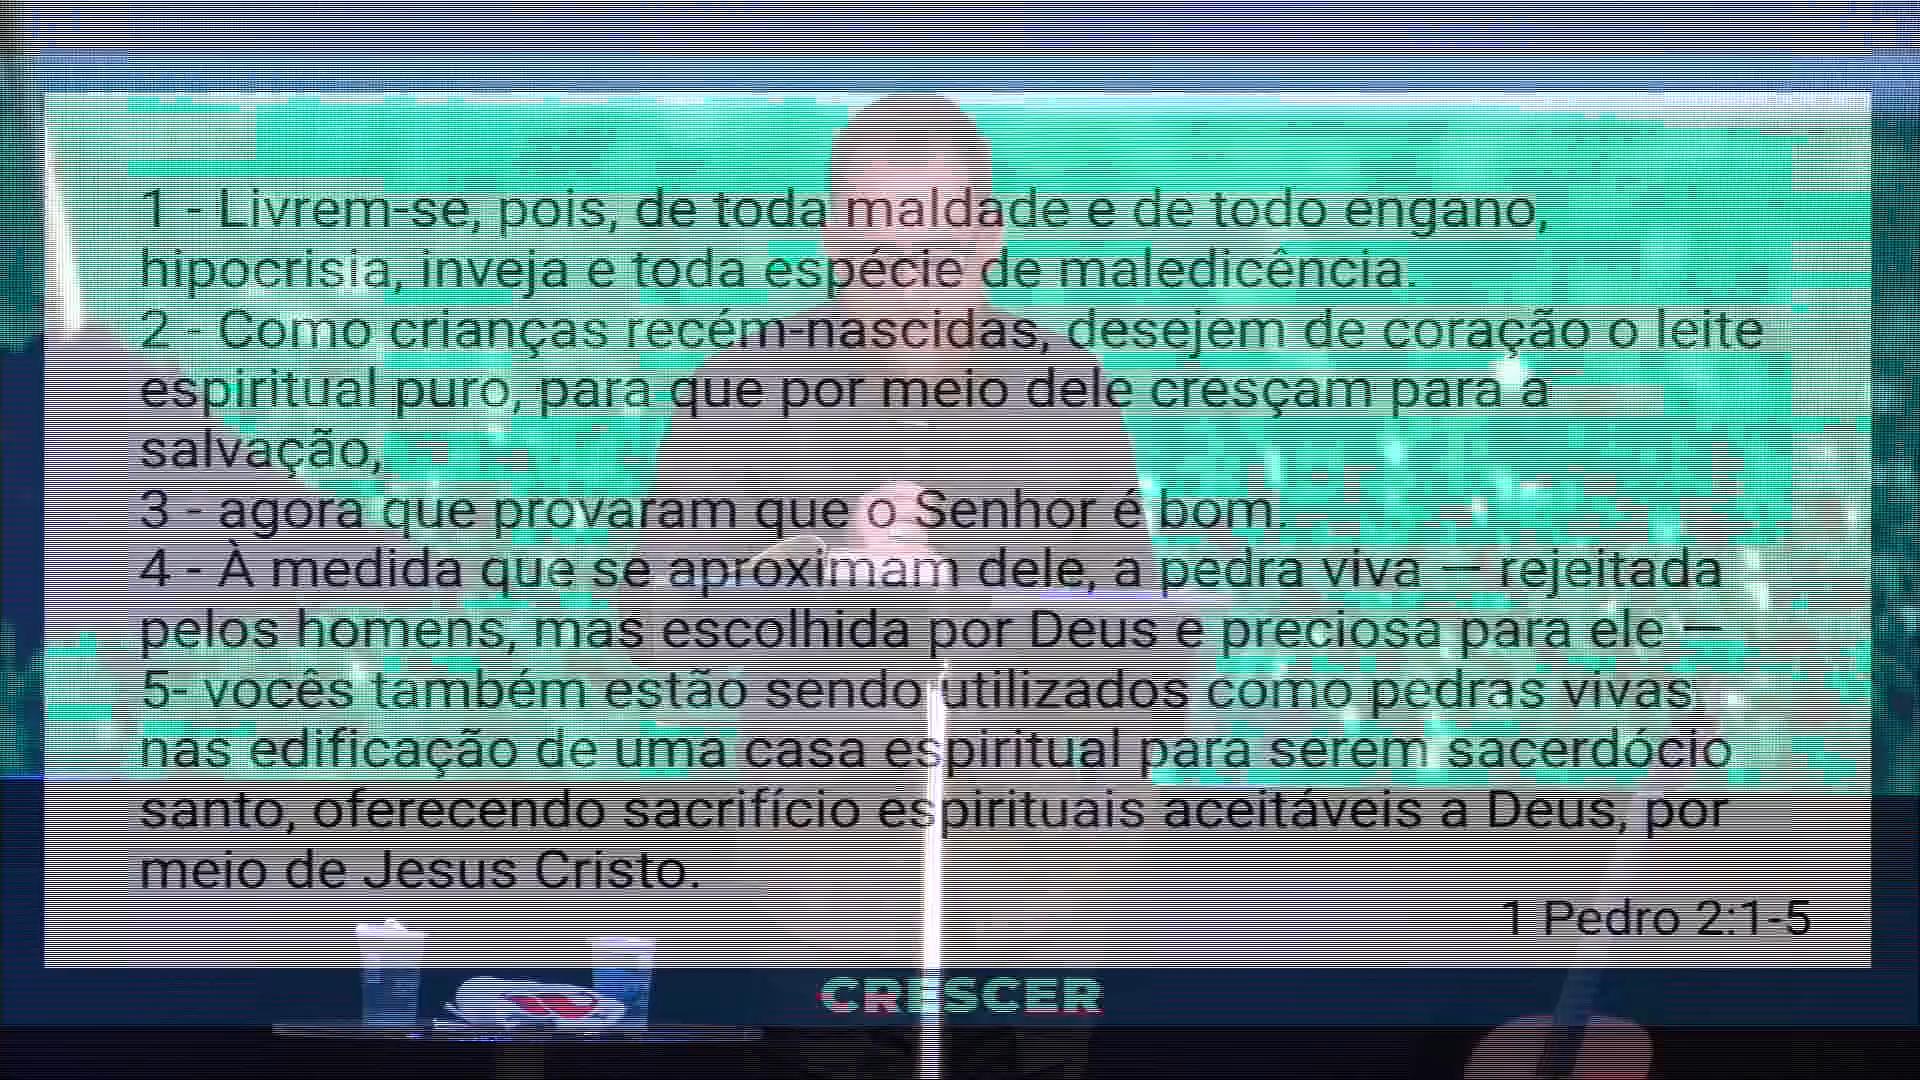 1 - Livrem-se, pois, de toda maldade e de todo engano,
hipocrisia, inveja e toda espécie de maledicência.
2 - Como crianças recém-nascidas, desejem de coração o leite
espiritual puro, para que por meio dele cresçam para a
salvação,
3 - agora que provaram que o Senhor é bom.
4 - À medida que se aproximam dele, a pedra viva — rejeitada
pelos homens, mas escolhida por Deus e preciosa para ele —
5- vocês também estão sendo utilizados como pedras vivas
nas edificação de uma casa espiritual para serem sacerdócio
santo, oferecendo sacrifício espirituais aceitáveis a Deus, por
meio de Jesus Cristo.
1 Pedro 2:1-5
CRESCER